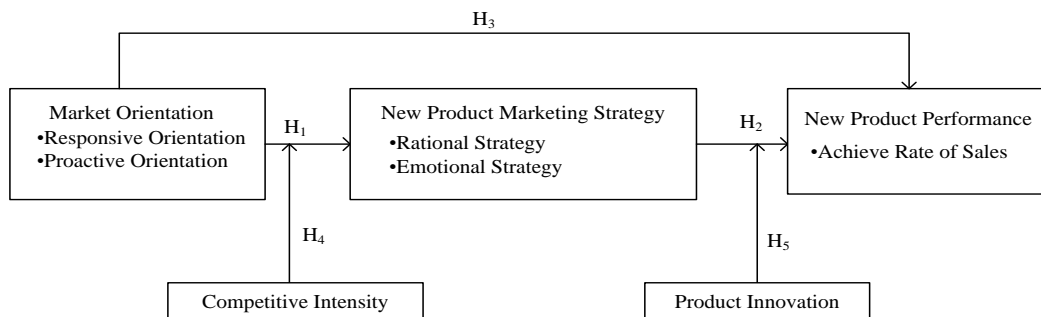 H3
Market Orientation
•Responsive Orientation
•Proactive Orientation
H1
New Product Marketing Strategy
•Rational Strategy
•Emotional Strategy
H2
New Product Performance
•Achieve Rate of Sales
H4
H5
Competitive Intensity
Product Innovation